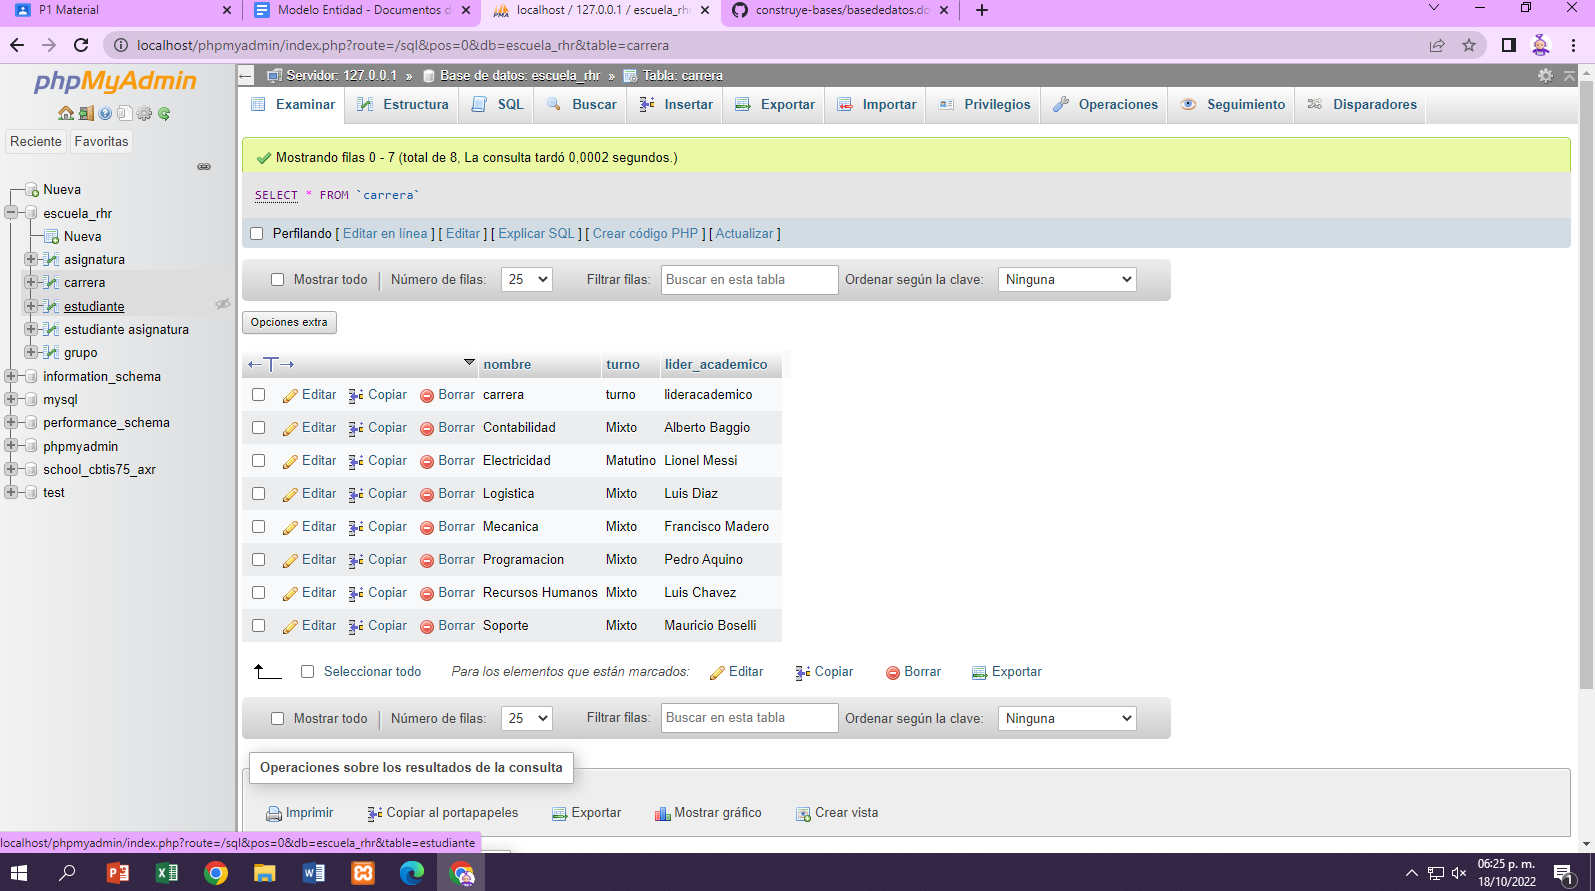 P1 Material
Modelo Entidad - Documentos d
localhost / 127.0.0.1 / escuela_rhr
construye-bases/basededatos.do
localhost/phpmyadmin/index.php?route=/sql&pos=0&db=escuela_rhr&table=carrera
phpMyAdmin
Reciente
Favoritas
Nueva
escuela_rhr
Nueva
asignatura
carrera
estudiante
estudiante asignatura
grupo
information_schema
mysql
performance_schema
phpmyadmin
school_cbtis75_axr
test
Servidor: 127.0.0.1 » Base de datos: escuela_rhr » Tabla: carrera
Examinar Estructura SQL Buscar Insertar Exportar Importar Privilegios Operaciones Seguimiento Disparadores
Mostrando filas 0 - 7 (total de 8, La consulta tardó 0,0002 segundos.)
SELECT * FROM `carrera`
Perfilando [ Editar en línea ] [ Editar ] [ Explicar SQL ] [ Crear código PHP ] [ Actualizar ]
Mostrar todo Número de filas: 25 Filtrar filas: Buscar en esta tabla Ordenar según la clave: Ninguna
Opciones extra
nombre turno lider_academico
Editar Copiar Borrar carrera turno lideracademico
Editar Copiar Borrar Contabilidad Mixto Alberto Baggio
Editar Copiar Borrar Electricidad Matutino Lionel Messi
Editar Copiar Borrar Logistica Mixto Luis Diaz
Editar Copiar Borrar Mecanica Mixto Francisco Madero
Editar Copiar Borrar Programacion Mixto Pedro Aquino
Editar Copiar Borrar Recursos Humanos Mixto Luis Chavez
Editar Copiar Borrar Soporte Mixto Mauricio Boselli
Seleccionar todo Para los elementos que están marcados: Editar Copiar Borrar Exportar
Mostrar todo Número de filas: 25 Filtrar filas: Buscar en esta tabla Ordenar según la clave: Ninguna
Operaciones sobre los resultados de la consulta
Imprimir Copiar al portapapeles Exportar Mostrar gráfico Crear vista
localhost/phpmyadmin/index.php?route=/sql&pos=0&db=escuela_rhr&table=estudiante
06:25 p. m.
18/10/2022
1